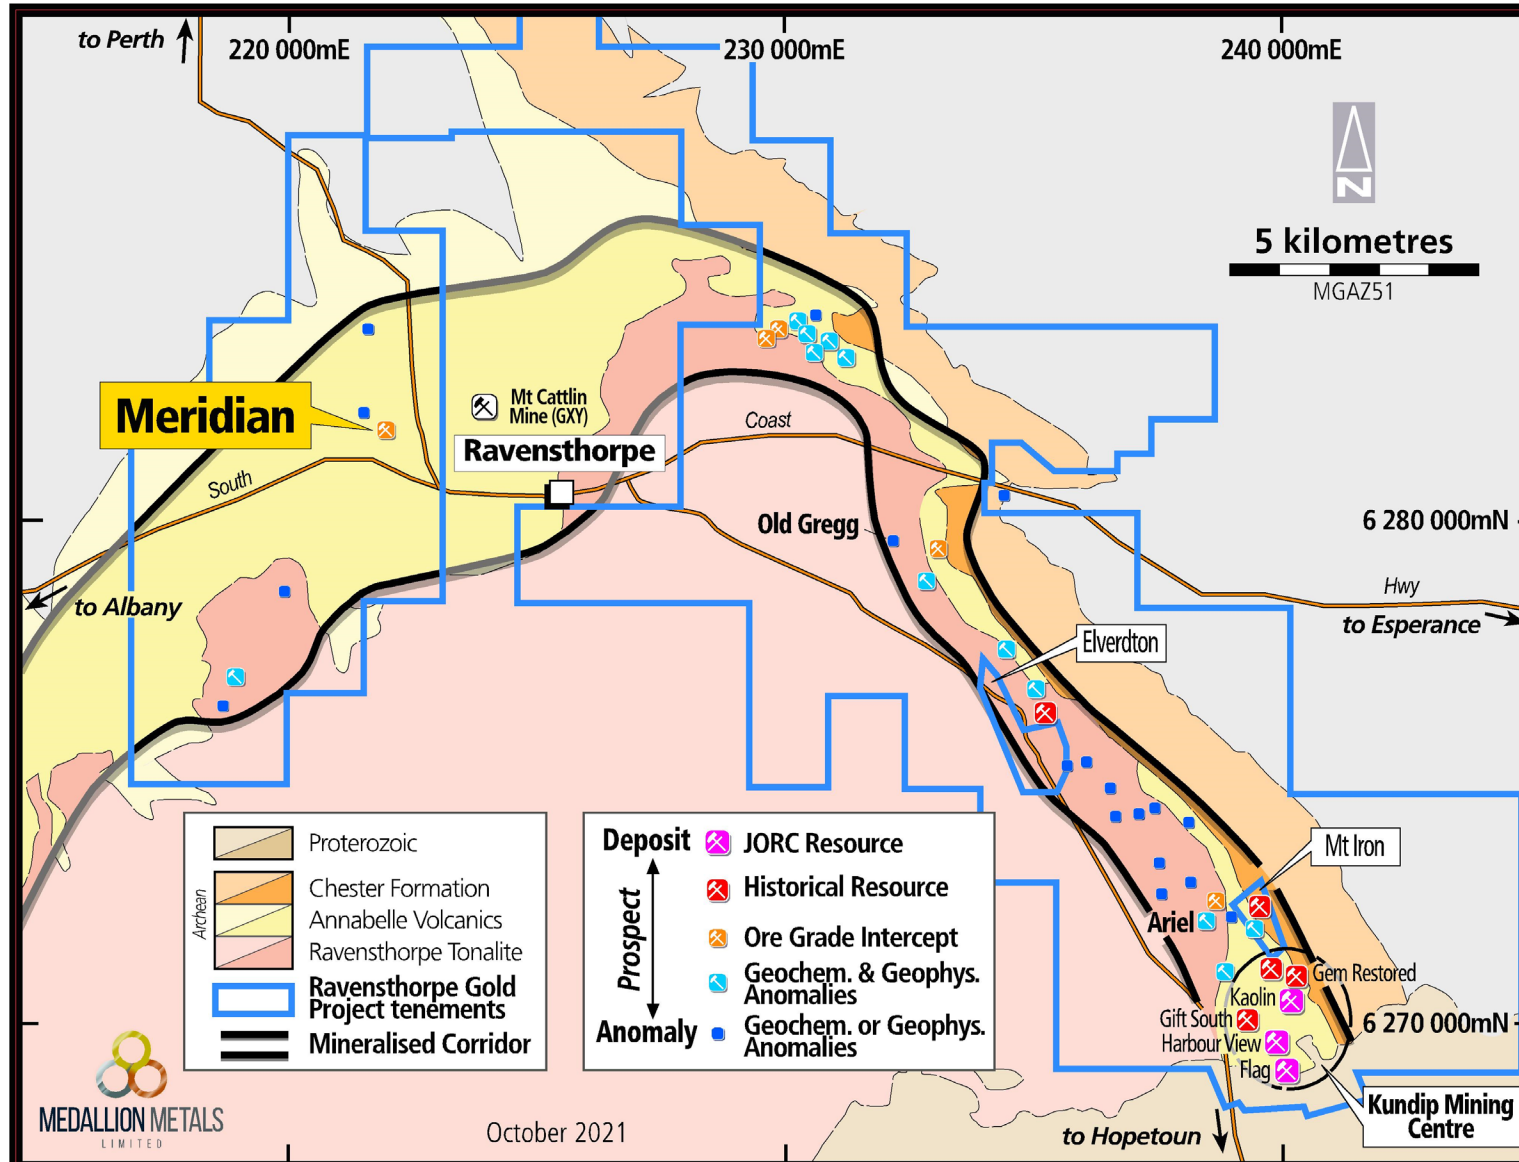 to Perth
220 000mE
230 000mE
240 000mE
N
5 kilometres
MGAZ51
Meridian
Mt Cattlin
Mine (GXY)
Ravensthorpe
Coast
South
Old Gregg
6 280 000mN
to Albany
Hwy
to Esperance
Elverdton
Mt Iron
Ariel
Gem Restored
Kaolin
Gift South
6 270 000mN
Harbour View
Flag
Kundip Mining
Centre
to Hopetoun
Archean
Proterozoic
Chester Formation
Annabelle Volcanics
Ravensthorpe Tonalite
Ravensthorpe Gold
Project tenements
Mineralised Corridor
Deposit
Prospect
Anomaly
JORC Resource
Historical Resource
Ore Grade Intercept
Geochem. & Geophys.
Anomalies
Geochem. or Geophys.
Anomalies
MEDALLION METALS
LIMITED
October 2021